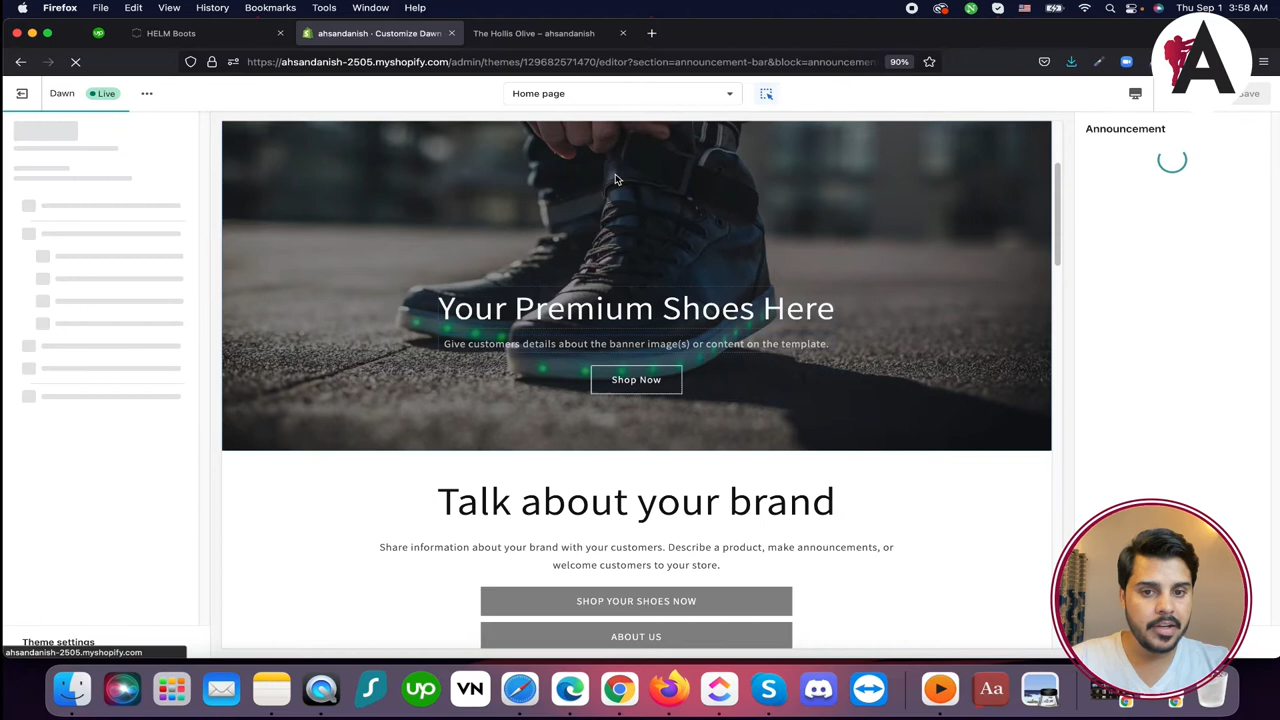 Firefox File Edit View History Bookmarks Tools Window Help
Thu Sep 1 3:58 AM
HELM Boots
ahsandanish · Customize Dawn
The Hollis Olive – ahsandanish
https://ahsandanish-2505.myshopify.com/admin/themes/129682571470/editor?section=announcement-bar&block=announcemen
90%
A
Dawn
Live
Home page
Save
Announcement
Your Premium Shoes Here
Give customers details about the banner image(s) or content on the template.
Shop Now
Talk about your brand
Share information about your brand with your customers. Describe a product, make announcements, or
welcome customers to your store.
SHOP YOUR SHOES NOW
ABOUT US
Theme settings
ahsandanish-2505.myshopify.com
up
VN
Aa